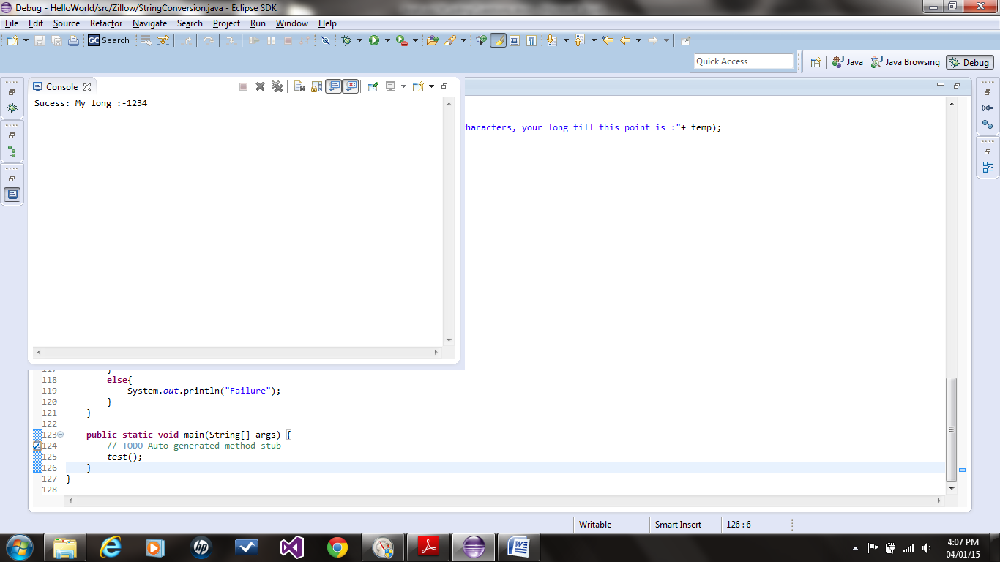 Debug - HelloWorld/src/Zillow/StringConversion.java - Eclipse SDK
File Edit Source Refactor Navigate Search Project Run Window Help
GC Search
Quick Access
Java
Java Browsing
Debug
Console
Sucess: My long :-1234
haracters, your long till this point is :"+ temp);
118 else{
119 System.out.println("Failure");
120 }
121 }
122
123 public static void main(String[] args) {
124 // TODO Auto-generated method stub
125 test();
126 }
127 }
128
Writable
Smart Insert
126 : 6
4:07 PM
04/01/15